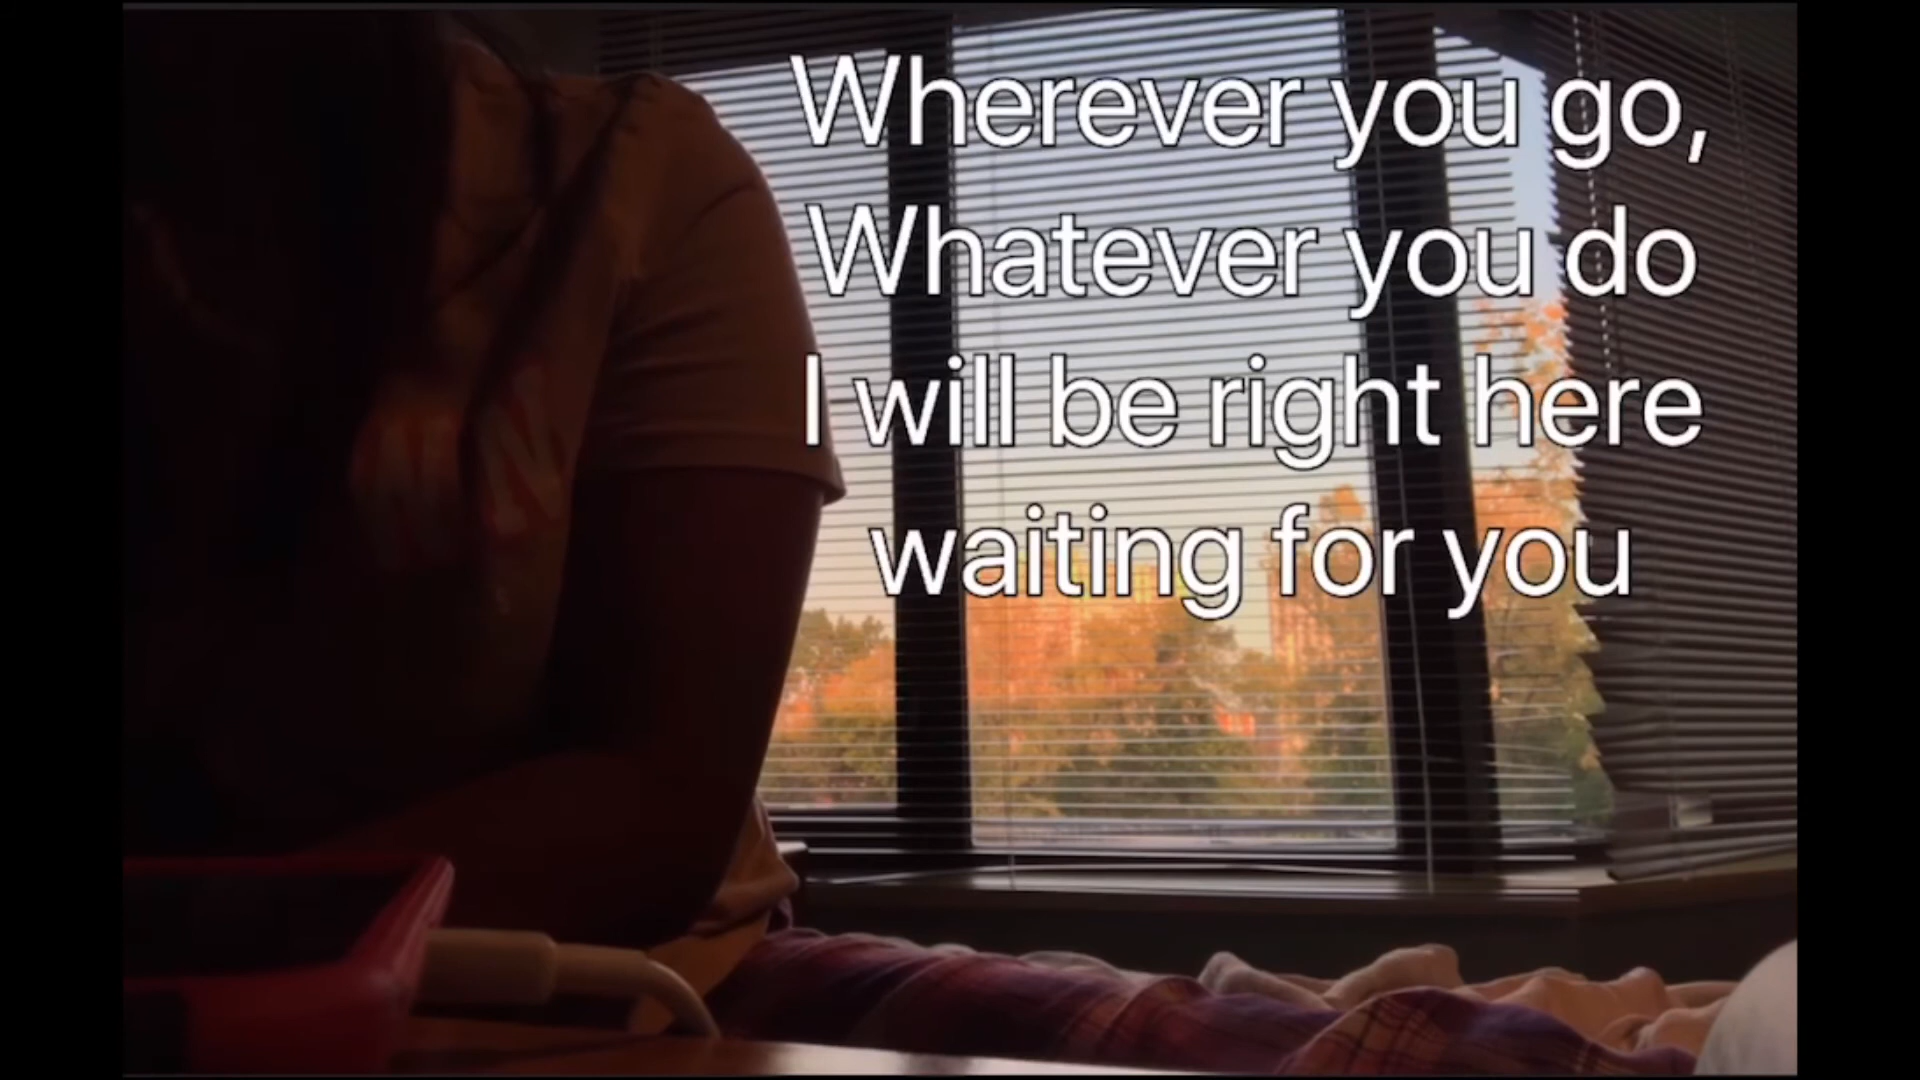 Wherever you go,
Whatever you do
I will be right here
waiting for you